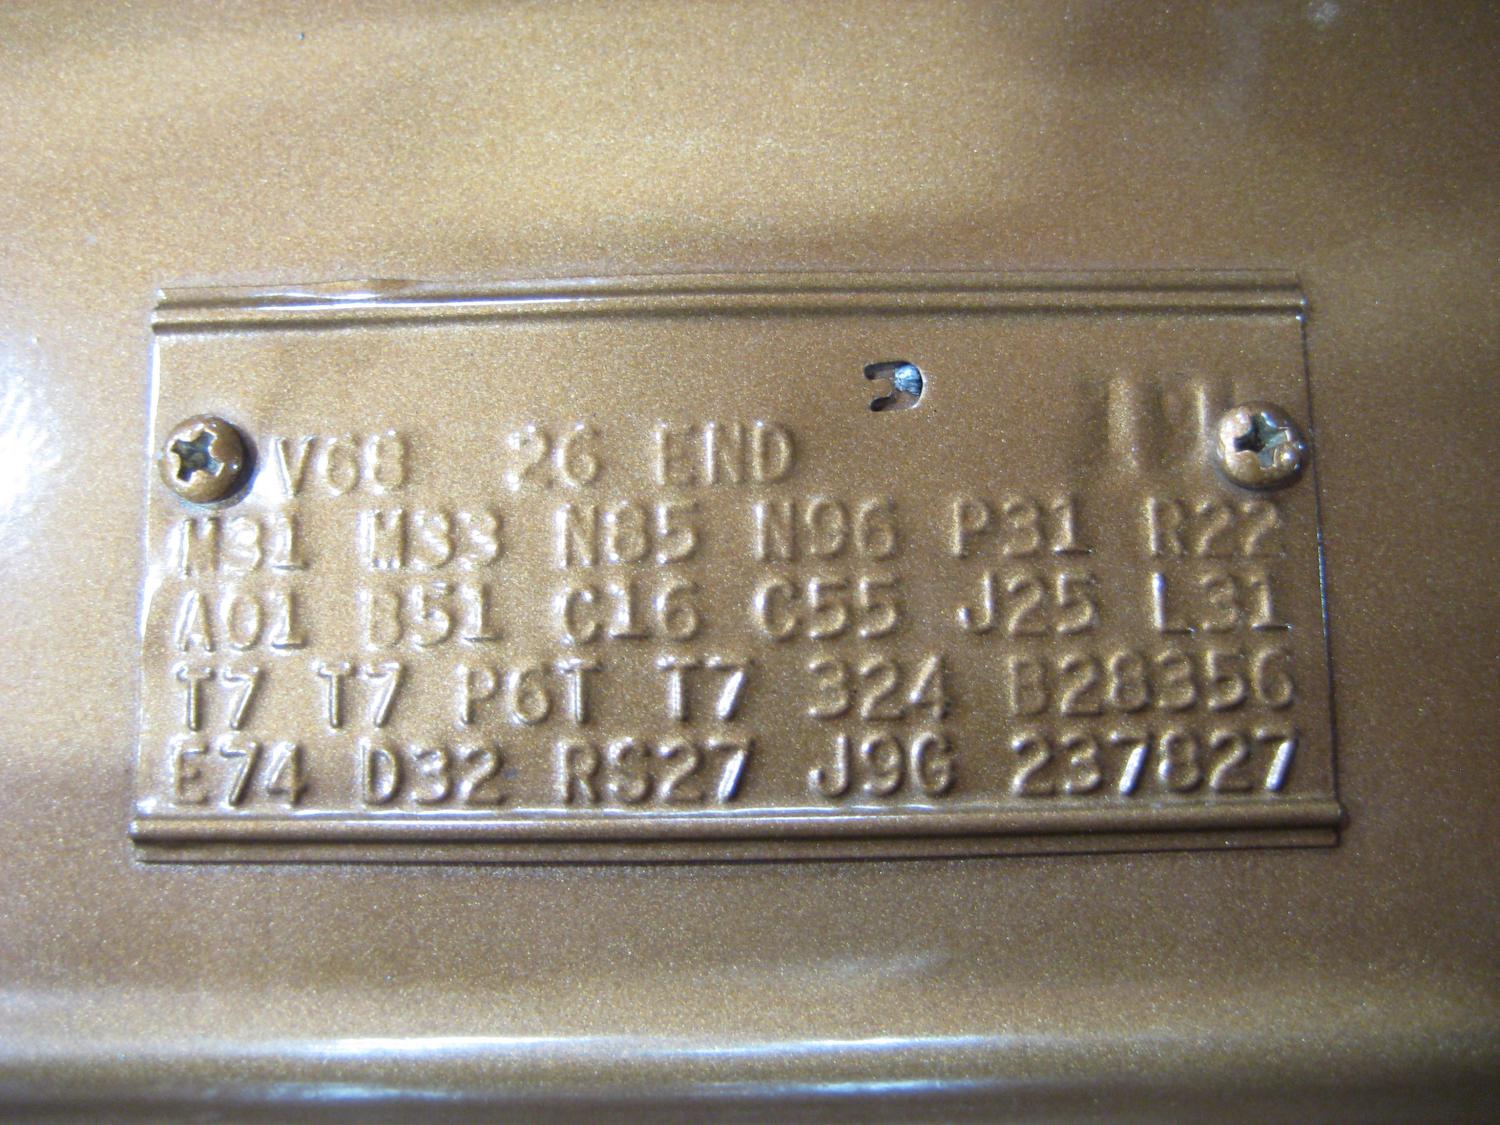 V68 26 END
M31 M33 N85 N96 P31 R22
A01 B51 C16 C55 J25 L31
T7 T7 P6T T7 324 B28356
E74 D32 RS27 J9G 237827